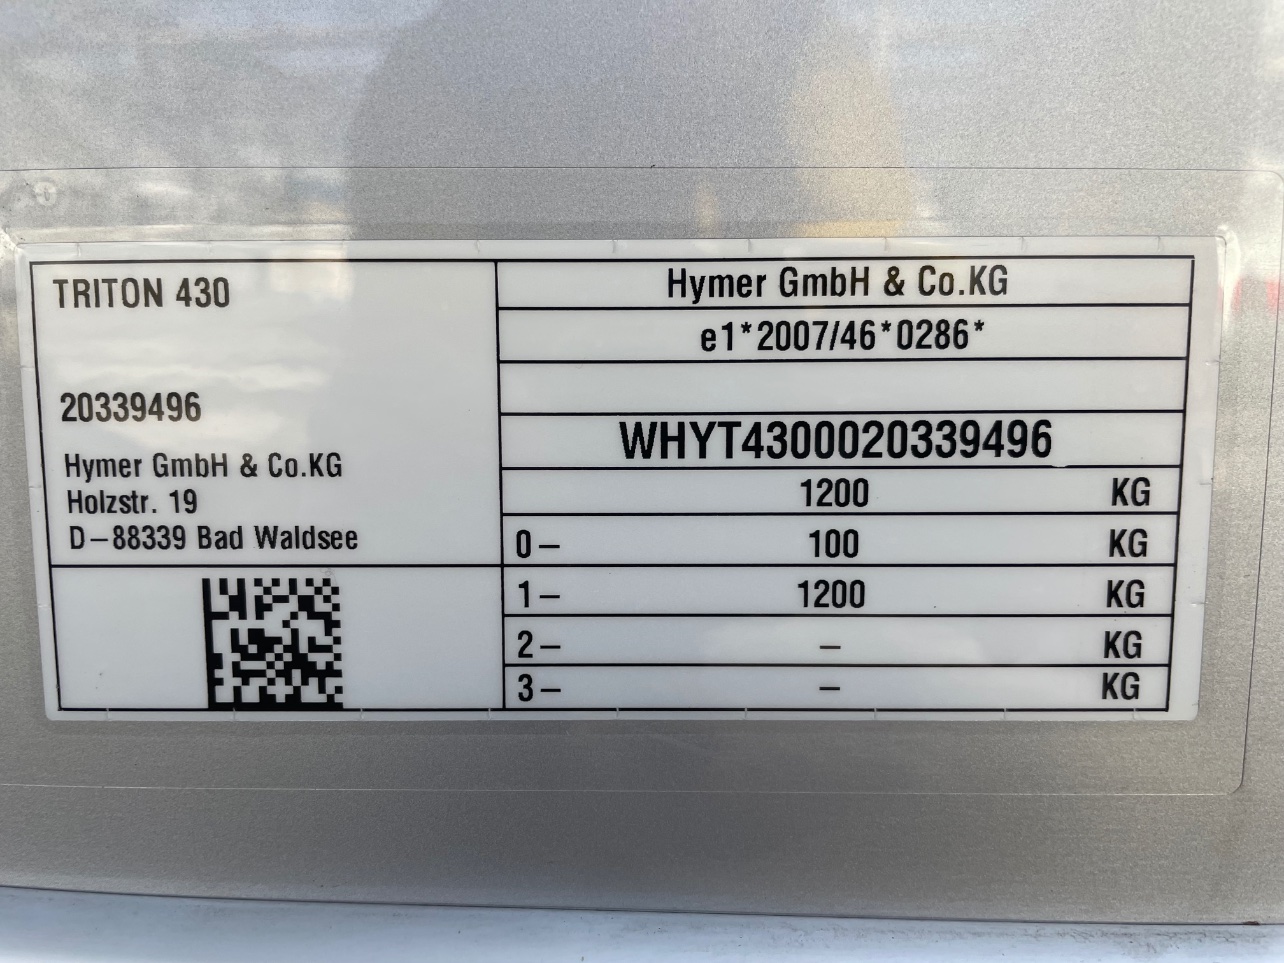 TRITON 430
20339496
Hymer GmbH & Co.KG
Holzstr. 19
D–88339 Bad Waldsee
Hymer GmbH & Co.KG
e1*2007/46*0286*
WHYT4300020339496
1200 KG
0– 100 KG
1– 1200 KG
2– – KG
3– – KG